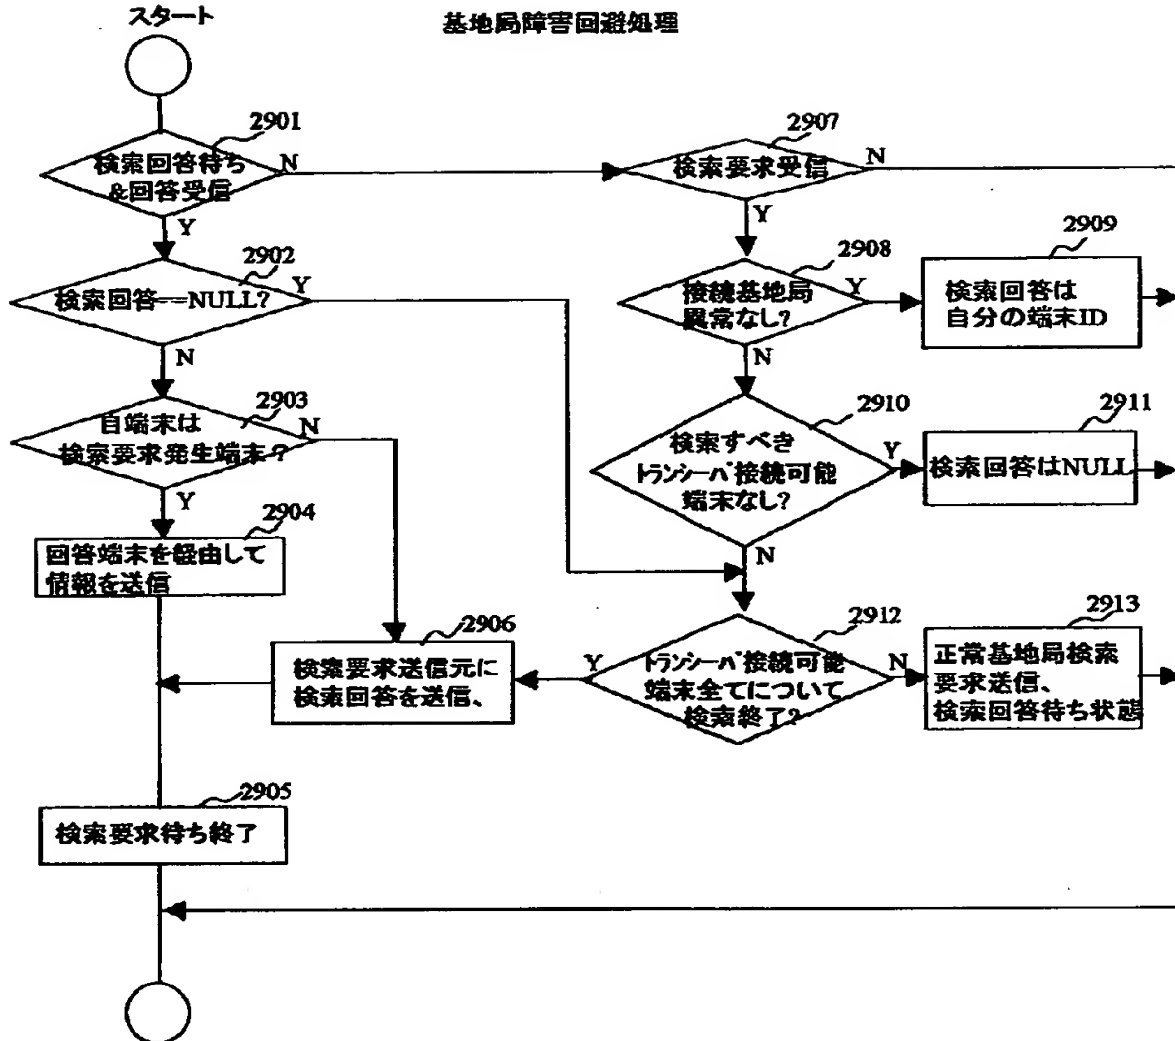 スタート
基地局障害回避処理
2901
検索回答待ち
&回答受信
N
Y
2907
検索要求受信
N
Y
2902
検索回答==NULL?
Y
N
2908
接続基地局
異常なし?
Y
N
2909
検索回答は
自分の端末ID
2903
自端末は
検索要求発生端末?
N
Y
2910
検索すべき
トランシーバ接続可能
端末なし?
Y
N
2911
検索回答はNULL
2904
回答端末を経由して
情報を送信
2906
検索要求送信元に
検索回答を送信、
2912
トランシーバ接続可能
端末全てについて
検索終了?
Y
N
2913
正常基地局検索
要求送信、
検索回答待ち状態
2905
検索要求待ち終了